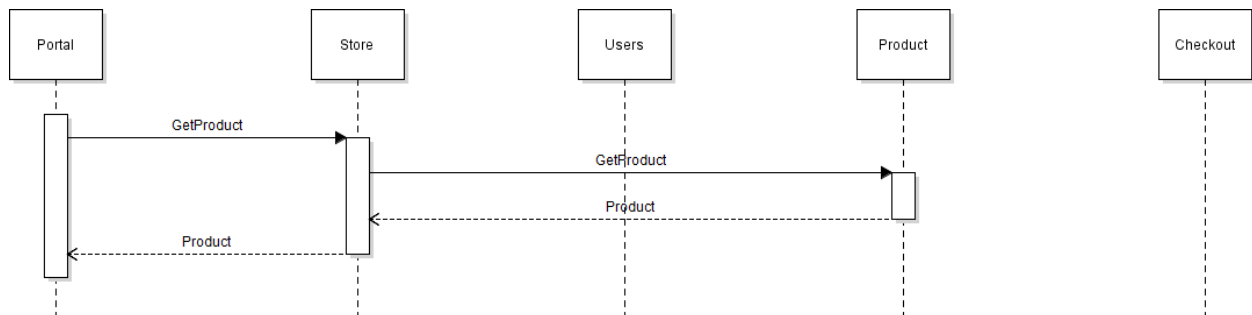 Portal
Store
Users
Product
Checkout
GetProduct
GetProduct
Product
Product